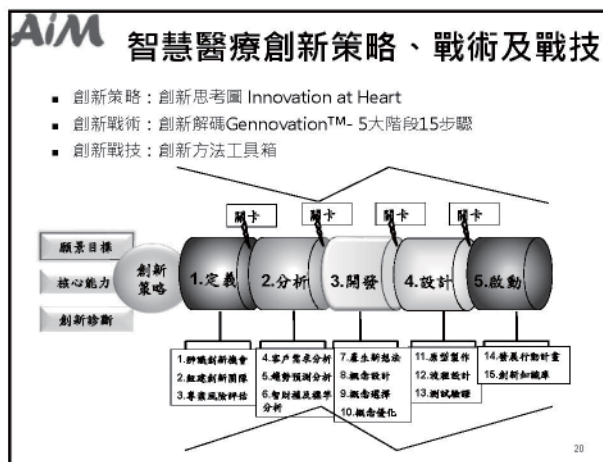 AiM
智慧醫療創新策略、戰術及戰技
創新策略：創新思考圖 Innovation at Heart
創新戰術：創新解碼Gennovation™- 5大階段15步驟
創新戰技：創新方法工具箱
關卡
關卡
關卡
關卡
願景目標
核心能力
創新診斷
創新
策略
1.定義
2.分析
3.開發
4.設計
5.啟動
1.辨識創新機會
2.組建創新團隊
3.專案風險評估
4.客戶需求分析
5.趨勢預測分析
6.智財權及標準
分析
7.產生新想法
8.概念設計
9.概念選擇
10.概念優化
11.原型製作
12.流程設計
13.測試驗證
14.發展行動計畫
15.創新知識庫
20